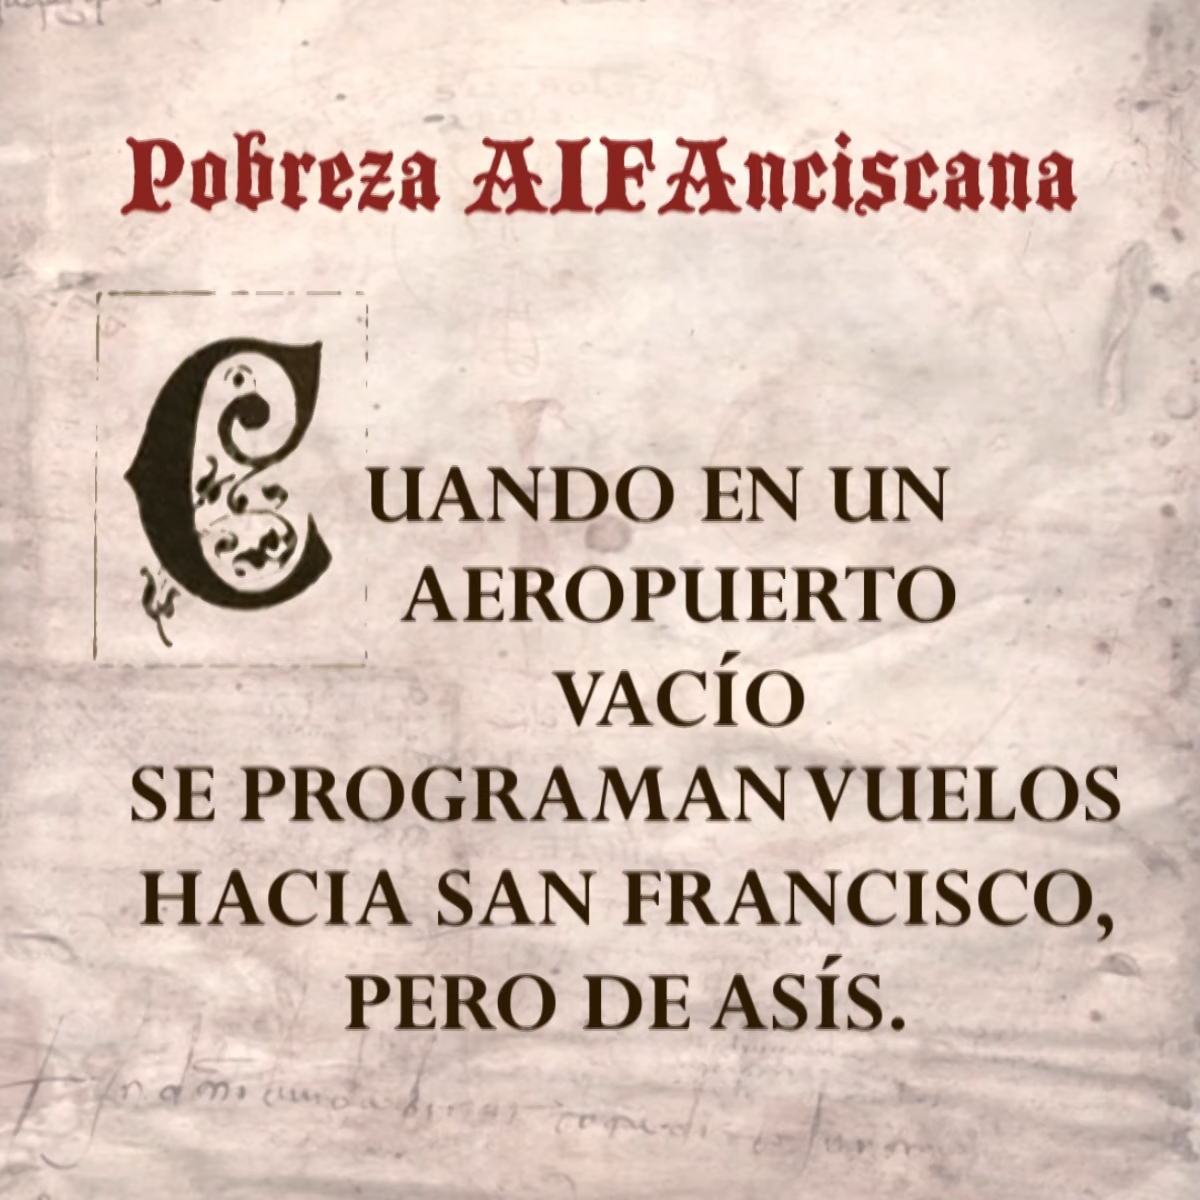 Pobreza AIFAnciscana
CUANDO EN UN
AEROPUERTO
VACÍO
SE PROGRAMAN VUELOS
HACIA SAN FRANCISCO,
PERO DE ASÍS.